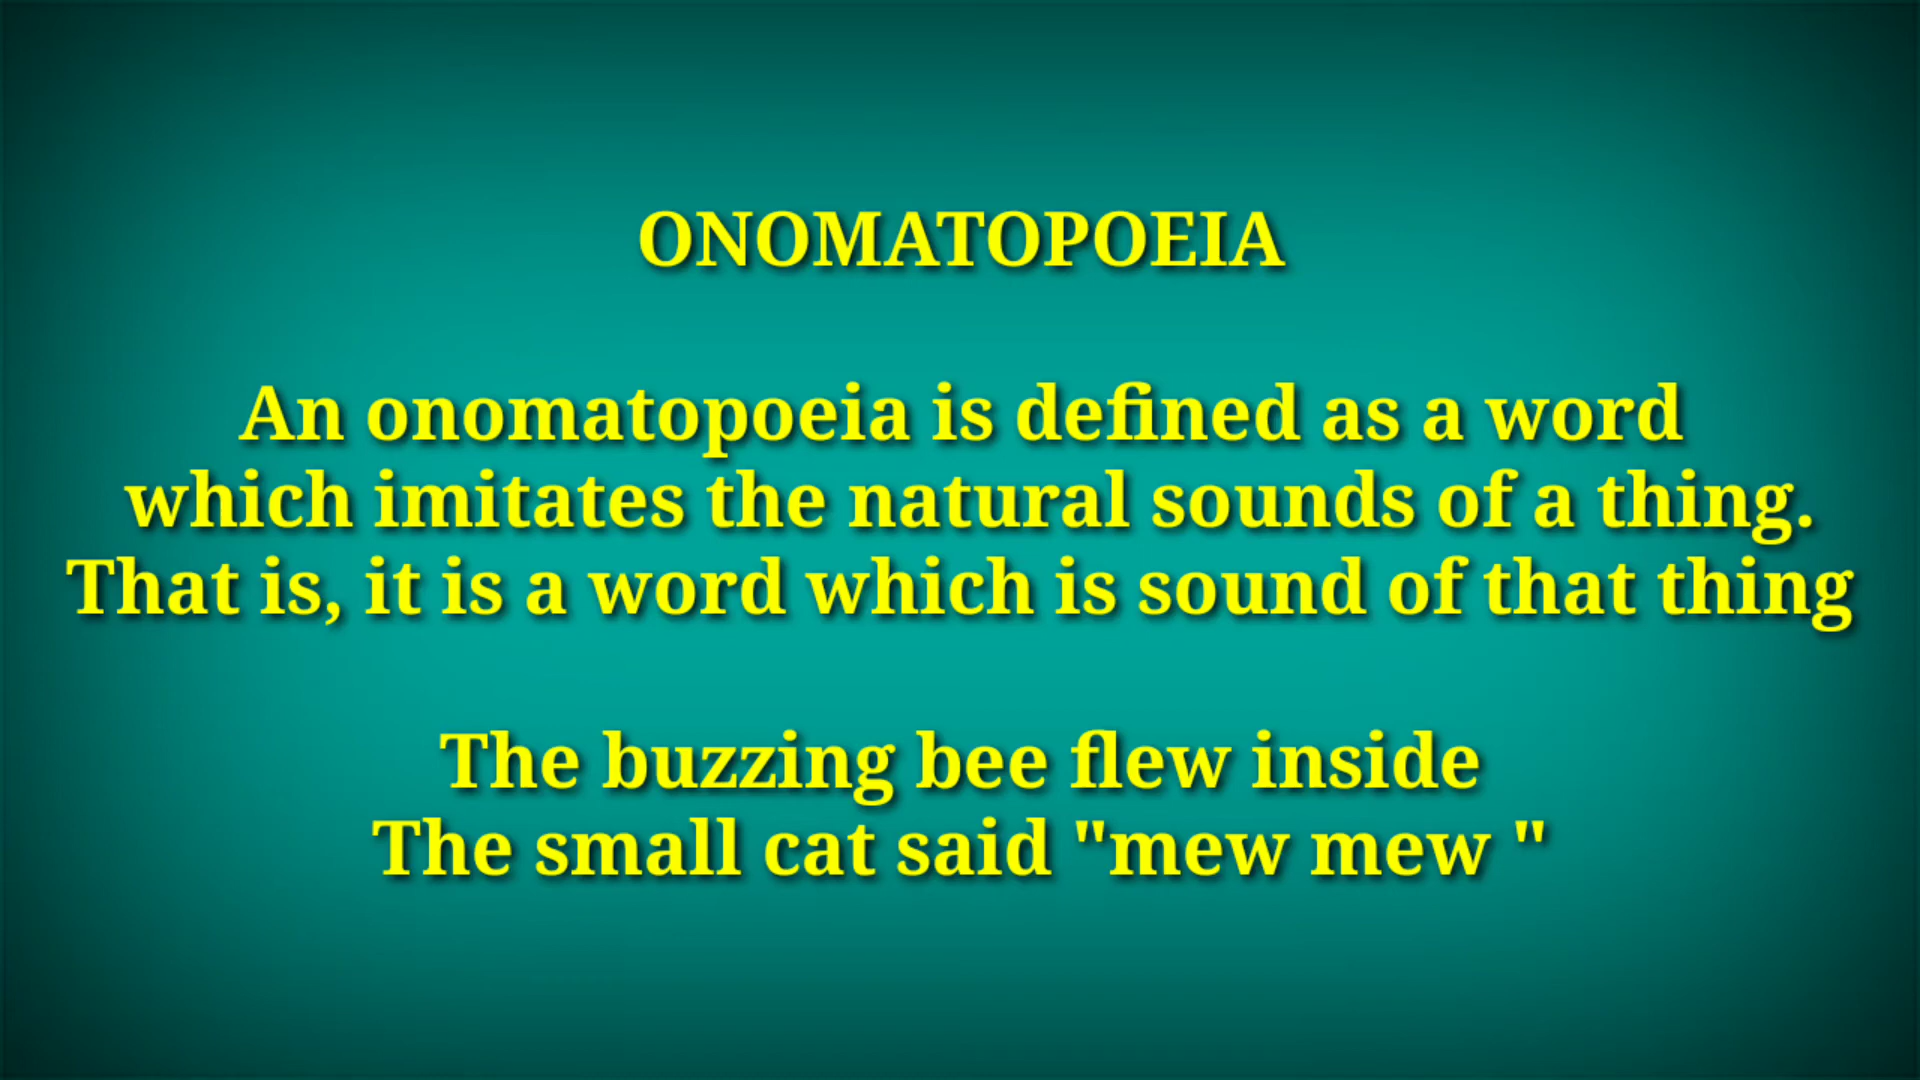 ONOMATOPOEIA
An onomatopoeia is defined as a word
which imitates the natural sounds of a thing.
That is, it is a word which is sound of that thing
The buzzing bee flew inside
The small cat said "mew mew "